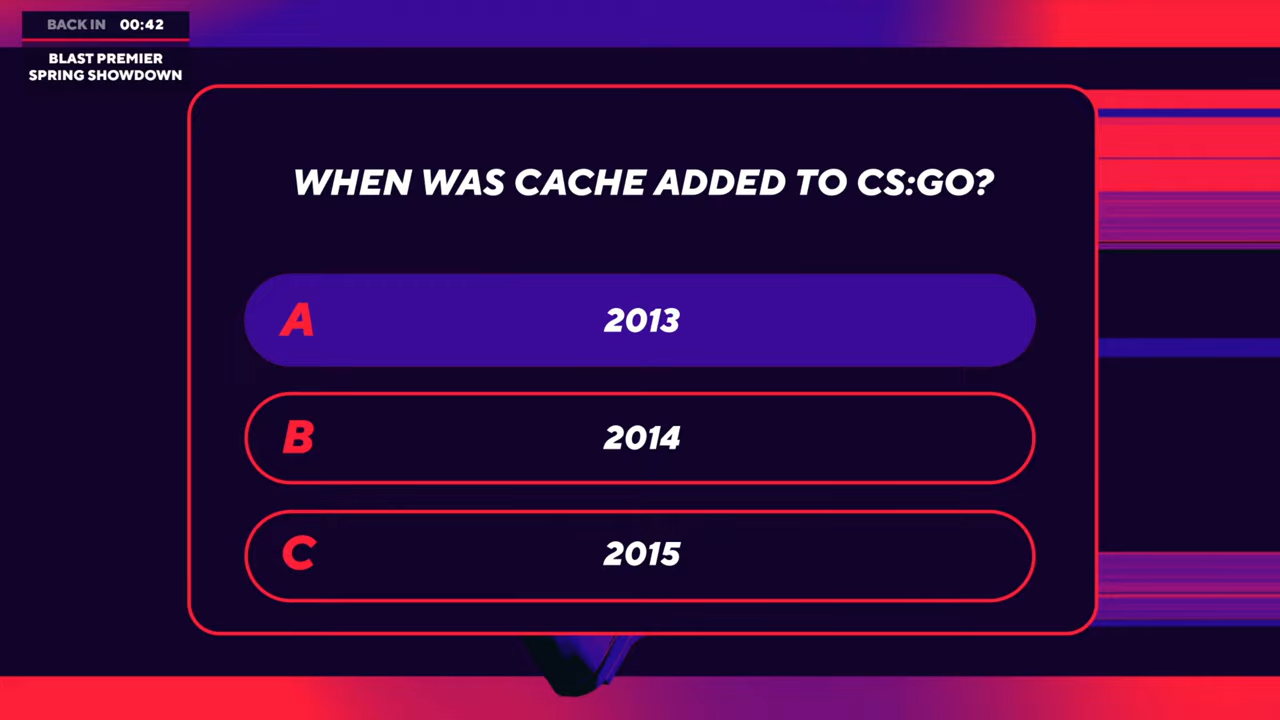 BACK IN 00:42
BLAST PREMIER
SPRING SHOWDOWN
WHEN WAS CACHE ADDED TO CS:GO?
A 2013
B 2014
C 2015